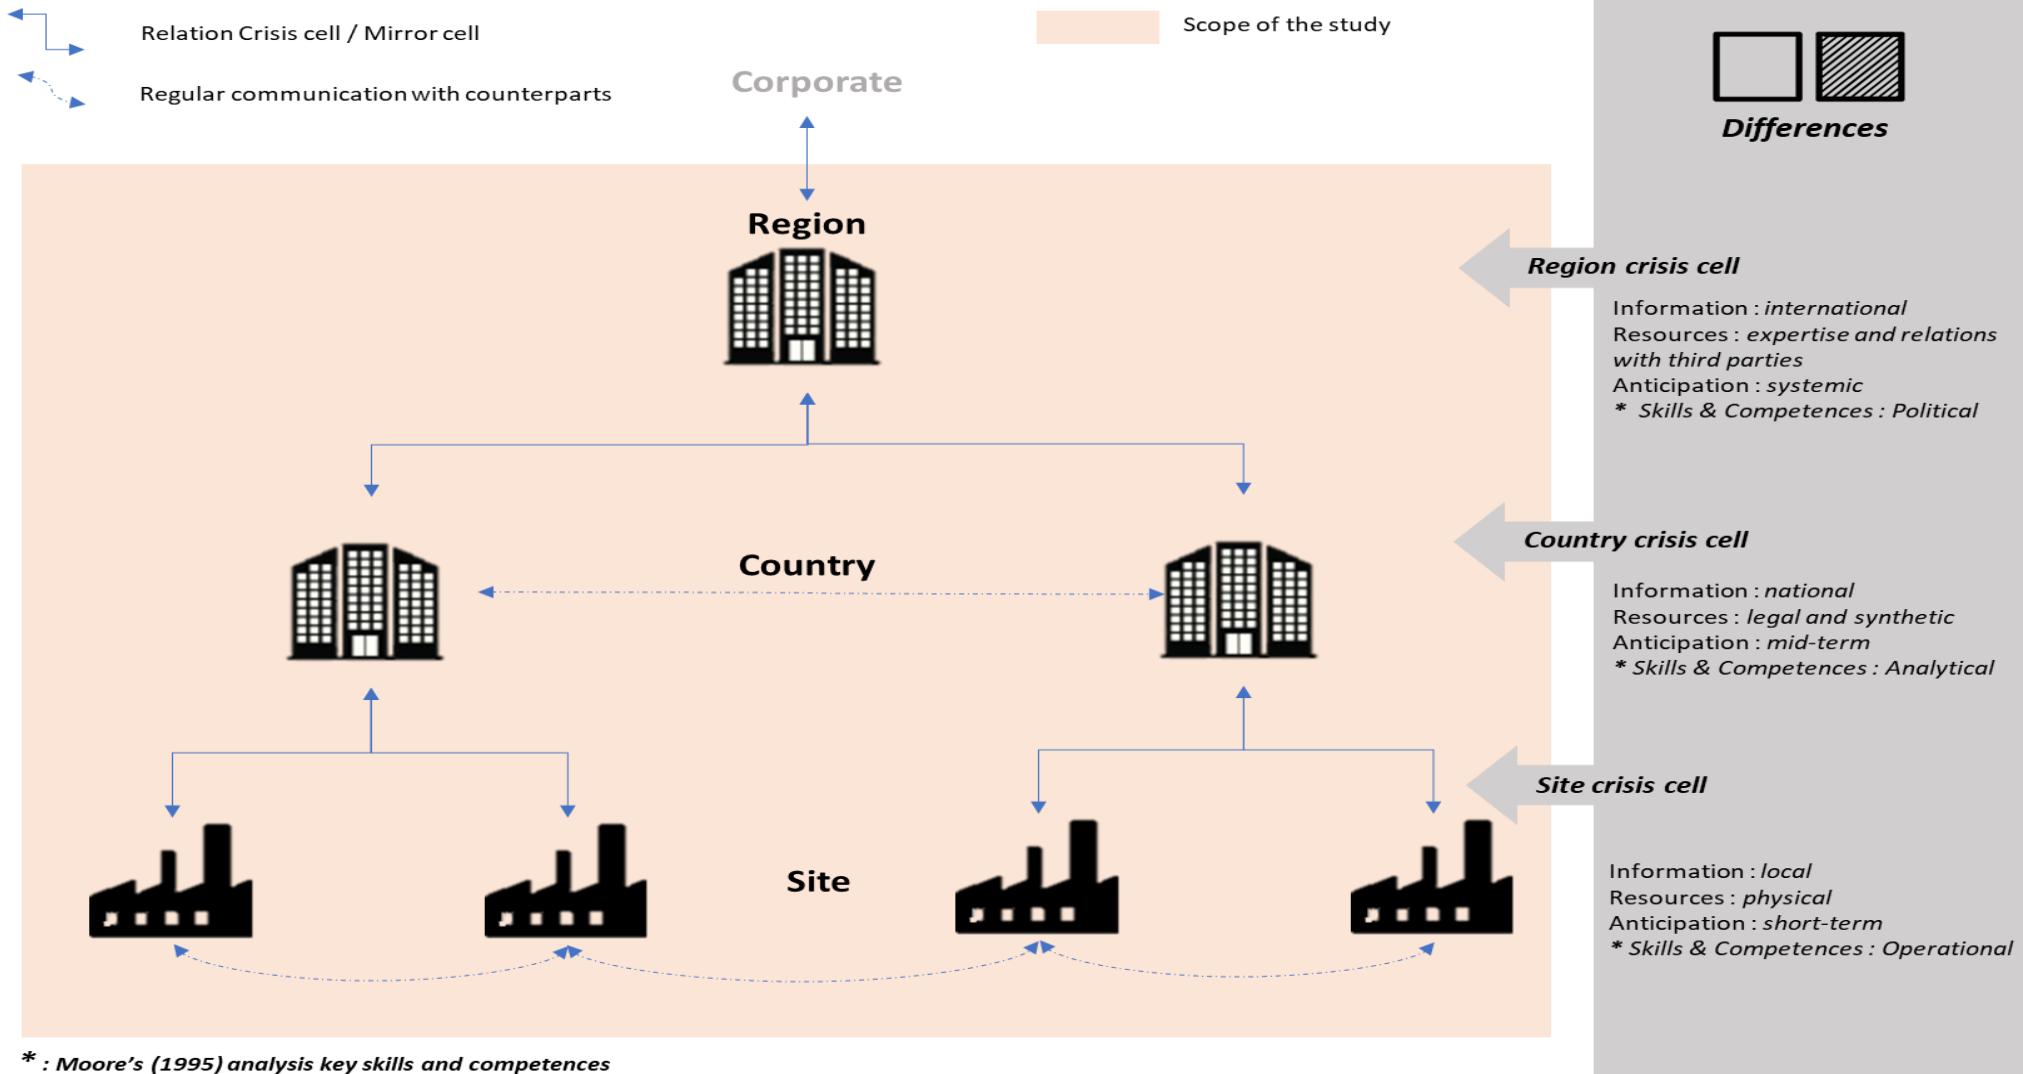 Relation Crisis cell / Mirror cell
Regular communication with counterparts
Scope of the study
Corporate
Region
Country
Site
Differences
Region crisis cell
Information : international
Resources : expertise and relations
with third parties
Anticipation : systemic
* Skills & Competences : Political
Country crisis cell
Information : national
Resources : legal and synthetic
Anticipation : mid-term
* Skills & Competences : Analytical
Site crisis cell
Information : local
Resources : physical
Anticipation : short-term
* Skills & Competences : Operational
* : Moore's (1995) analysis key skills and competences